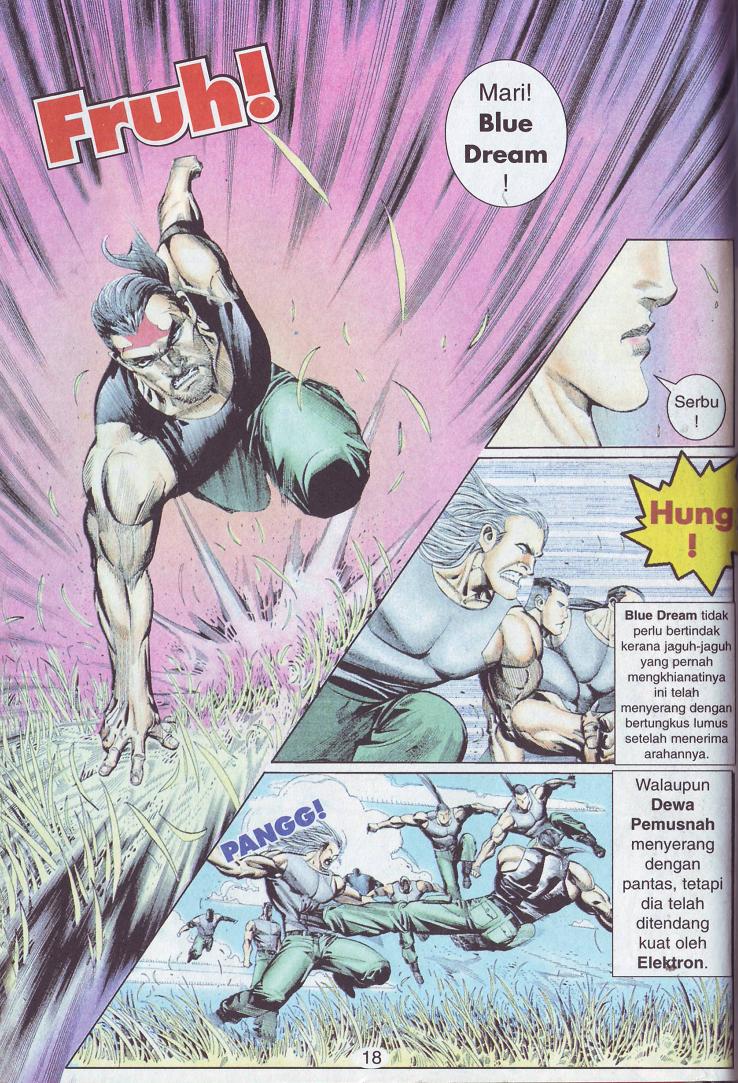 Fruh!
Mari!
Blue
Dream
!
Serbu
!
Hung
!
Blue Dream tidak
perlu bertindak
kerana jaguh-jaguh
yang pernah
mengkhianatinya
ini telah
menyerang dengan
bertungkus lumus
setelah menerima
arahannya.
PANGG!
Walaupun
Dewa
Pemusnah
menyerang
dengan
pantas, tetapi
dia telah
ditendang
kuat oleh
Elektron.
18